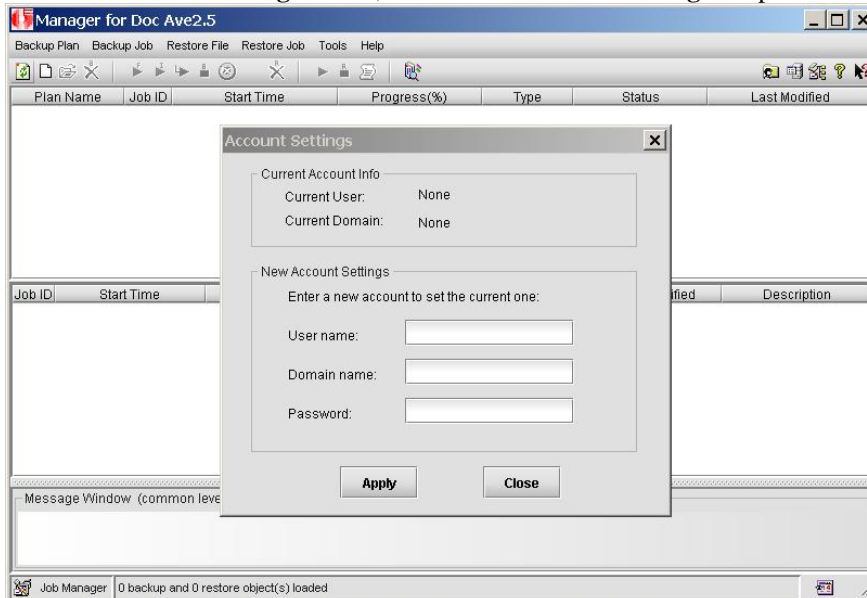 Manager for Doc Ave2.5
Backup Plan Backup Job Restore File Restore Job Tools Help
Plan Name Job ID Start Time Progress(%) Type Status Last Modified
Account Settings
Current Account Info
Current User: None
Current Domain: None
New Account Settings
Enter a new account to set the current one:
Job ID Start Time ified Description
User name:
Domain name:
Password:
Apply Close
Message Window (common leve
Job Manager 0 backup and 0 restore object(s) loaded